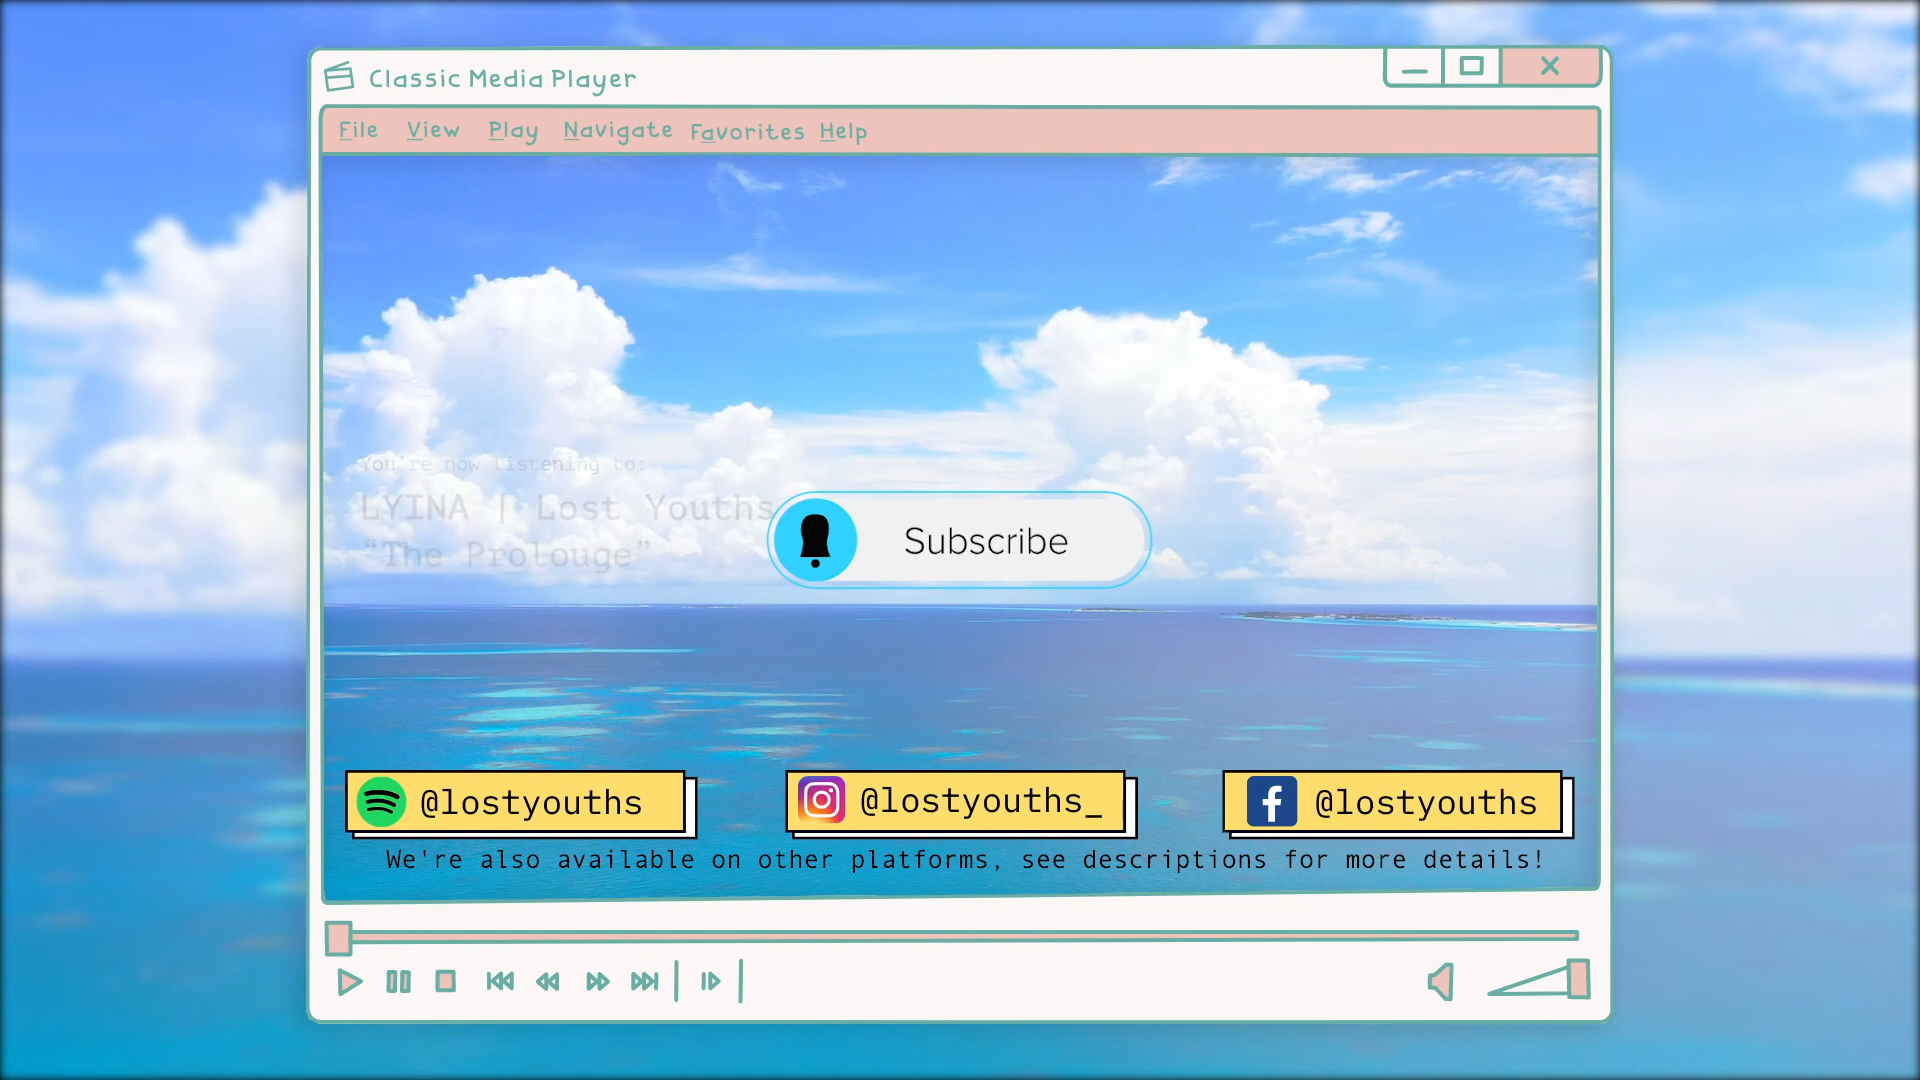 Classic Media Player
File View Play Navigate Favorites Help
You're now listening to:
LYINA | Lost Youths
“The Prolouge”
Subscribe
@lostyouths
@lostyouths_
@lostyouths
We're also available on other platforms, see descriptions for more details!